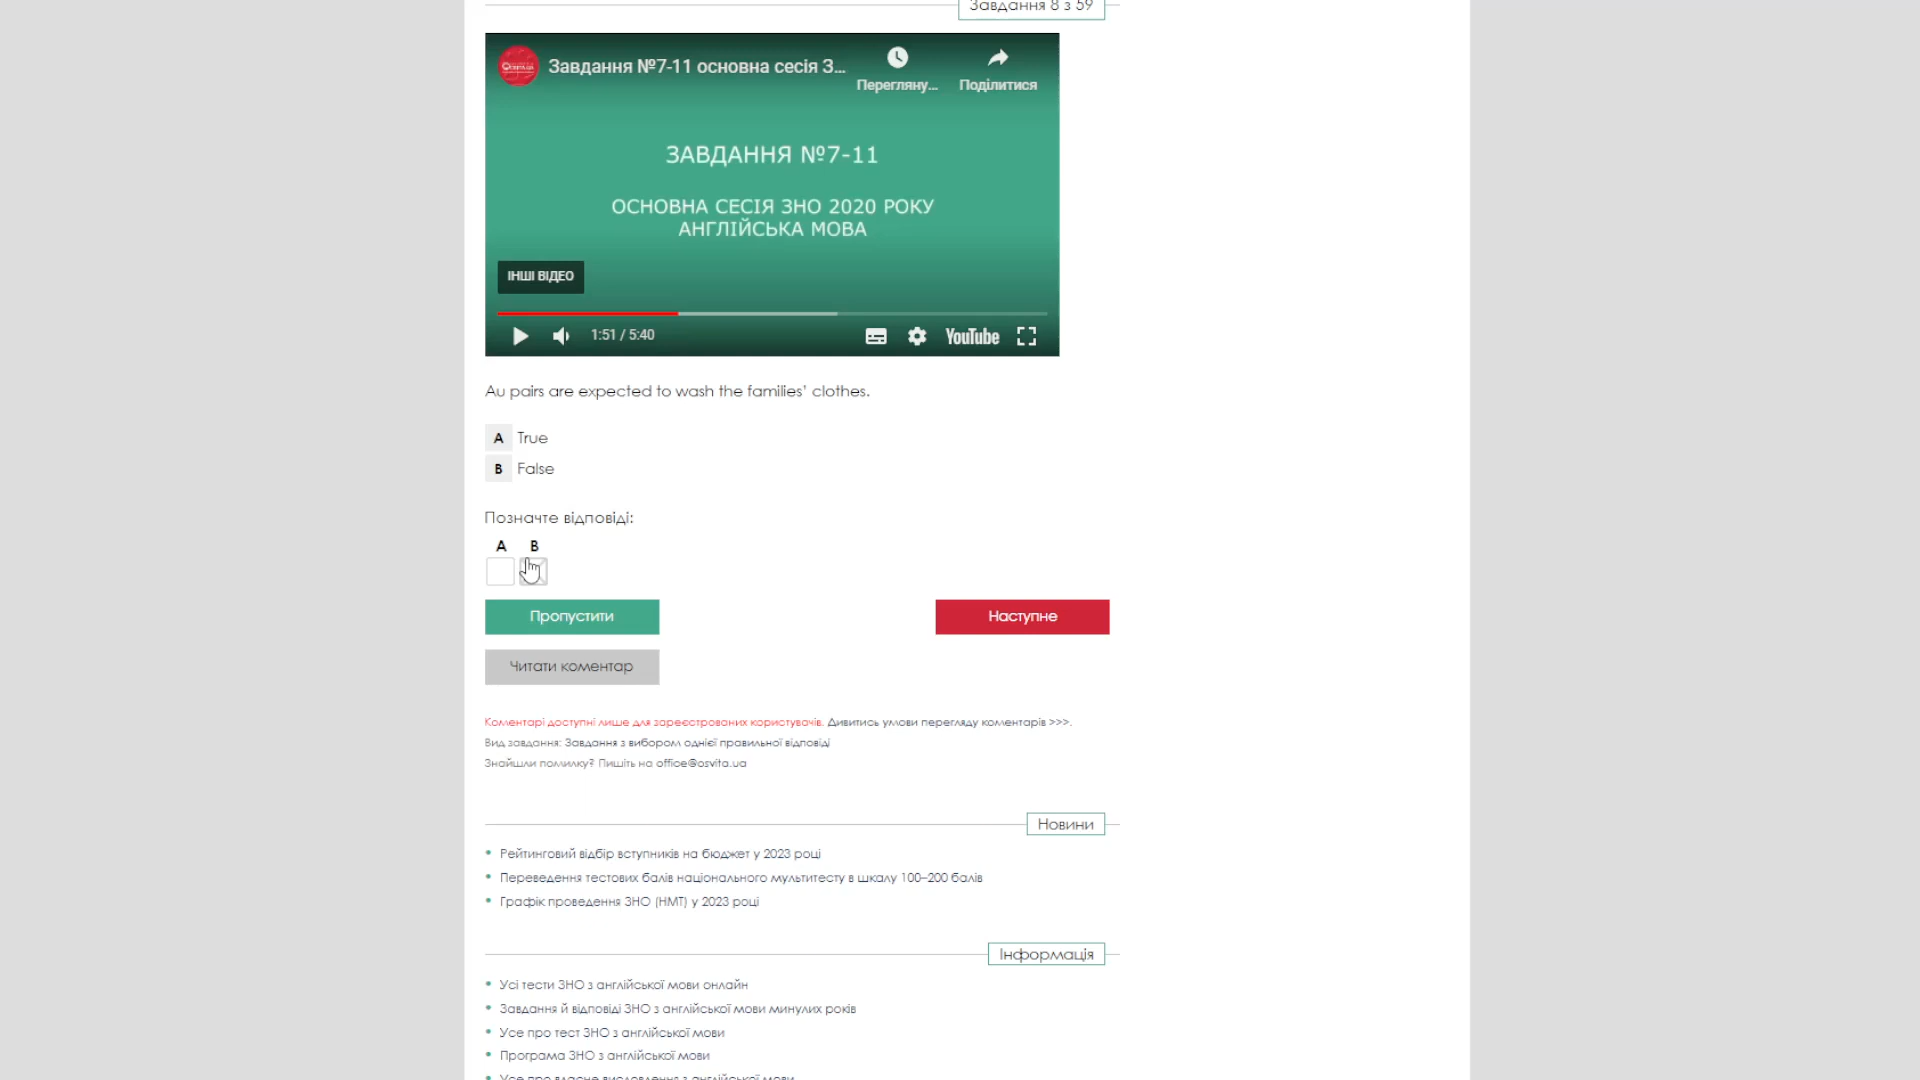 Завдання 8 з 59
Завдання №7-11 основна сесія З...
Перегляну...
Поділитися
ЗАВДАННЯ №7-11
ОСНОВНА СЕСІЯ ЗНО 2020 РОКУ
АНГЛІЙСЬКА МОВА
ІНШІ ВІДЕО
1:51 / 5:40
YouTube
Au pairs are expected to wash the families’ clothes.
A True
B False
Позначте відповіді:
A B
Пропустити
Наступне
Читати коментар
Коментарі доступні лише для зареєстрованих користувачів. Дивитись умови перегляду коментарів >>>.
Вид завдання: Завдання з вибором однієї правильної відповіді
Знайшли помилку? Пишіть на office@osvita.ua
Новини
Рейтинговий відбір вступників на бюджет у 2023 році
Переведення тестових балів національного мультитесту в шкалу 100–200 балів
Графік проведення ЗНО (НМТ) у 2023 році
Інформація
Усі тести ЗНО з англійської мови онлайн
Завдання й відповіді ЗНО з англійської мови минулих років
Усе про тест ЗНО з англійської мови
Програма ЗНО з англійської мови
Усе про власне висловлення з англійської мови